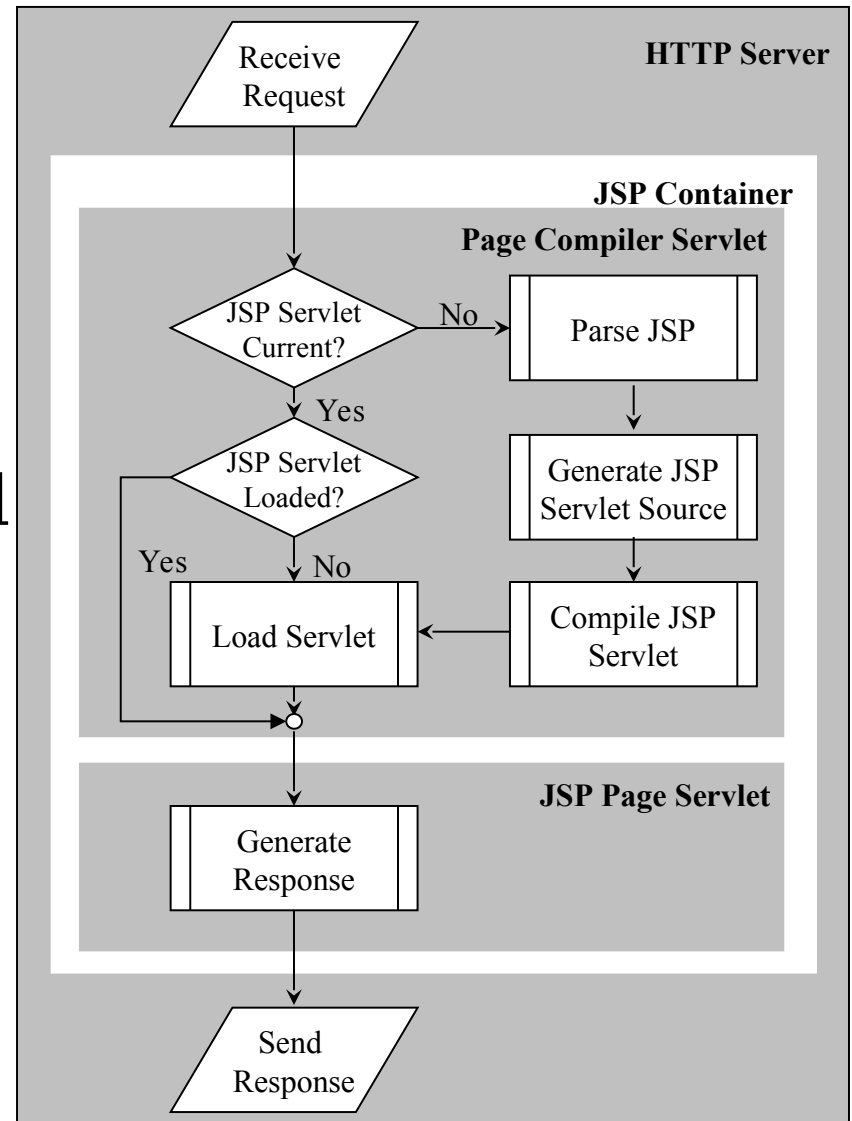 HTTP Server
Receive
Request
JSP Container
Page Compiler Servlet
JSP Servlet
Current?
No
Parse JSP
Yes
JSP Servlet
Loaded?
Generate JSP
Servlet Source
Yes
No
Load Servlet
Compile JSP
Servlet
JSP Page Servlet
Generate
Response
Send
Response